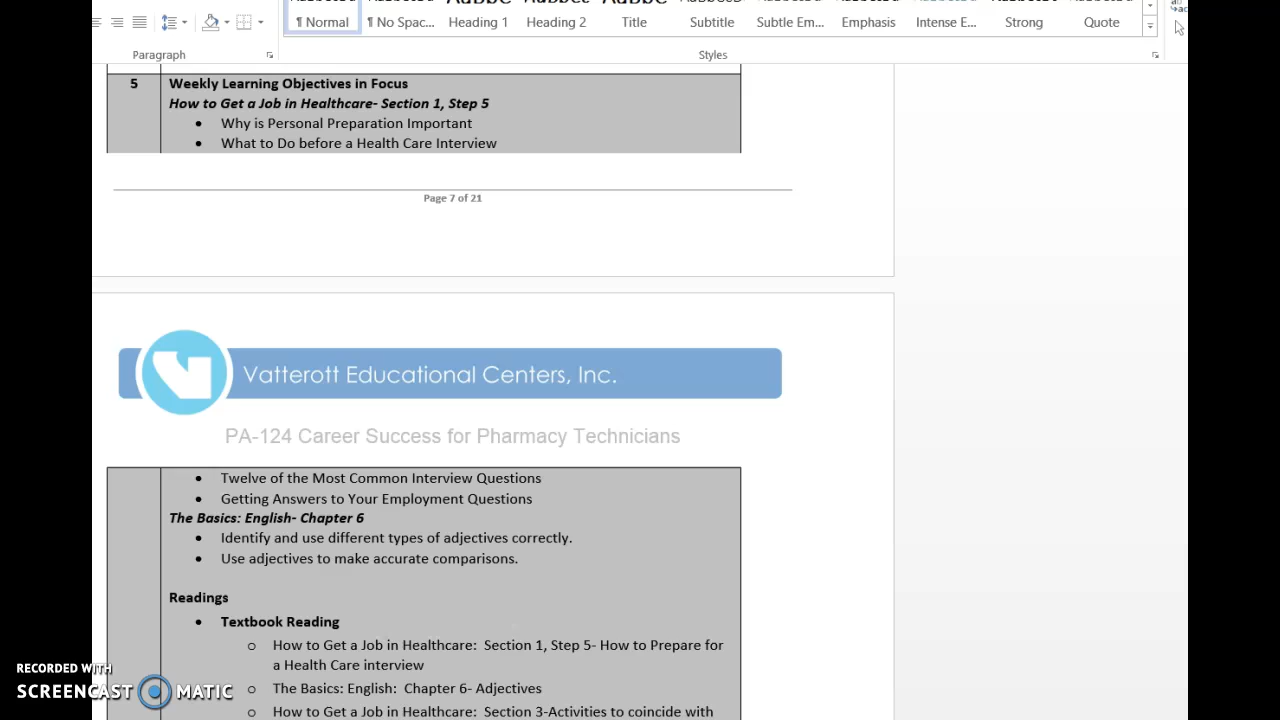 ¶ Normal ¶ No Spac... Heading 1 Heading 2 Title Subtitle Subtle Em... Emphasis Intense E... Strong Quote
Paragraph Styles
5 Weekly Learning Objectives in Focus
How to Get a Job in Healthcare- Section 1, Step 5
• Why is Personal Preparation Important
• What to Do before a Health Care Interview
Page 7 of 21
Vatterott Educational Centers, Inc.
PA-124 Career Success for Pharmacy Technicians
• Twelve of the Most Common Interview Questions
• Getting Answers to Your Employment Questions
The Basics: English- Chapter 6
• Identify and use different types of adjectives correctly.
• Use adjectives to make accurate comparisons.
Readings
• Textbook Reading
o How to Get a Job in Healthcare: Section 1, Step 5- How to Prepare for
a Health Care interview
o The Basics: English: Chapter 6- Adjectives
o How to Get a Job in Healthcare: Section 3-Activities to coincide with
RECORDED WITH
SCREENCAST MATIC